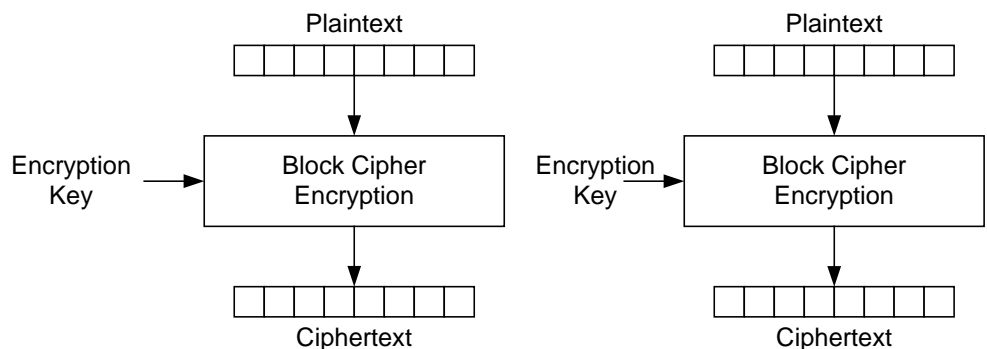 Plaintext
Encryption
Key
Block Cipher
Encryption
Ciphertext
Plaintext
Encryption
Key
Block Cipher
Encryption
Ciphertext